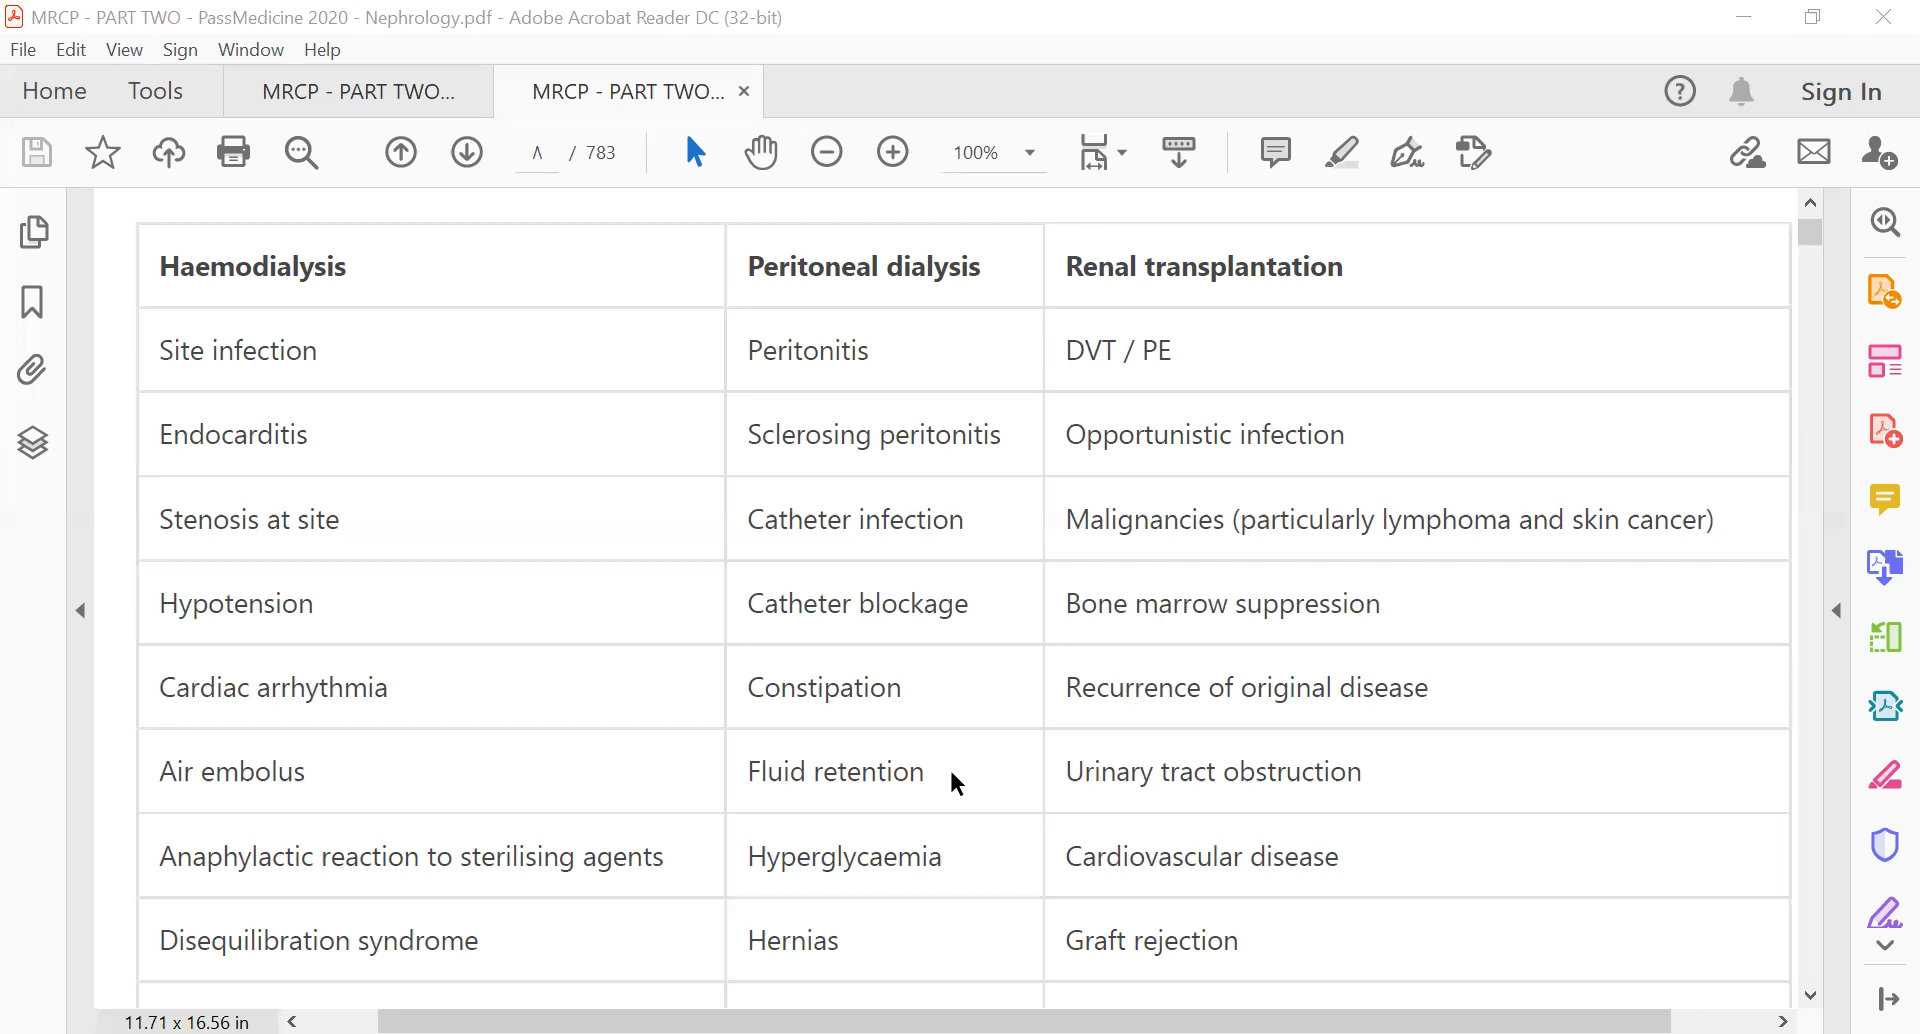 MRCP - PART TWO - PassMedicine 2020 - Nephrology.pdf - Adobe Acrobat Reader DC (32-bit)
File Edit View Sign Window Help
Home Tools MRCP - PART TWO... MRCP - PART TWO... × Sign In
٨ / 783 100%
Haemodialysis Peritoneal dialysis Renal transplantation
Site infection Peritonitis DVT / PE
Endocarditis Sclerosing peritonitis Opportunistic infection
Stenosis at site Catheter infection Malignancies (particularly lymphoma and skin cancer)
Hypotension Catheter blockage Bone marrow suppression
Cardiac arrhythmia Constipation Recurrence of original disease
Air embolus Fluid retention Urinary tract obstruction
Anaphylactic reaction to sterilising agents Hyperglycaemia Cardiovascular disease
Disequilibration syndrome Hernias Graft rejection
11.71 x 16.56 in